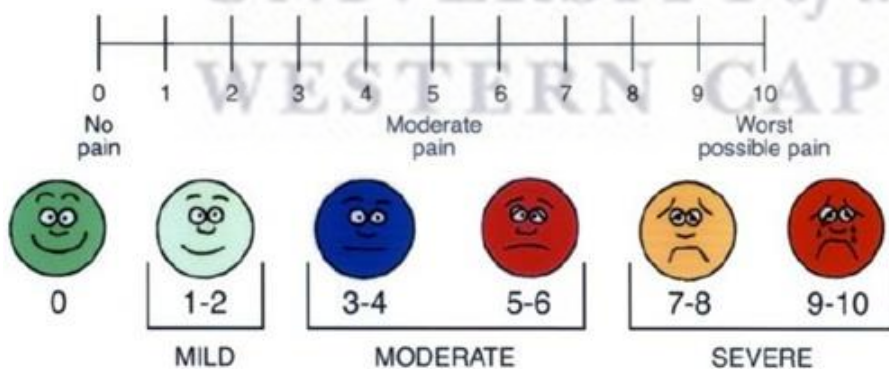 WESTERN CAP
0 1 2 3 4 5 6 7 8 9 10
No pain
Moderate pain
Worst possible pain
0 1-2 3-4 5-6 7-8 9-10
MILD MODERATE SEVERE